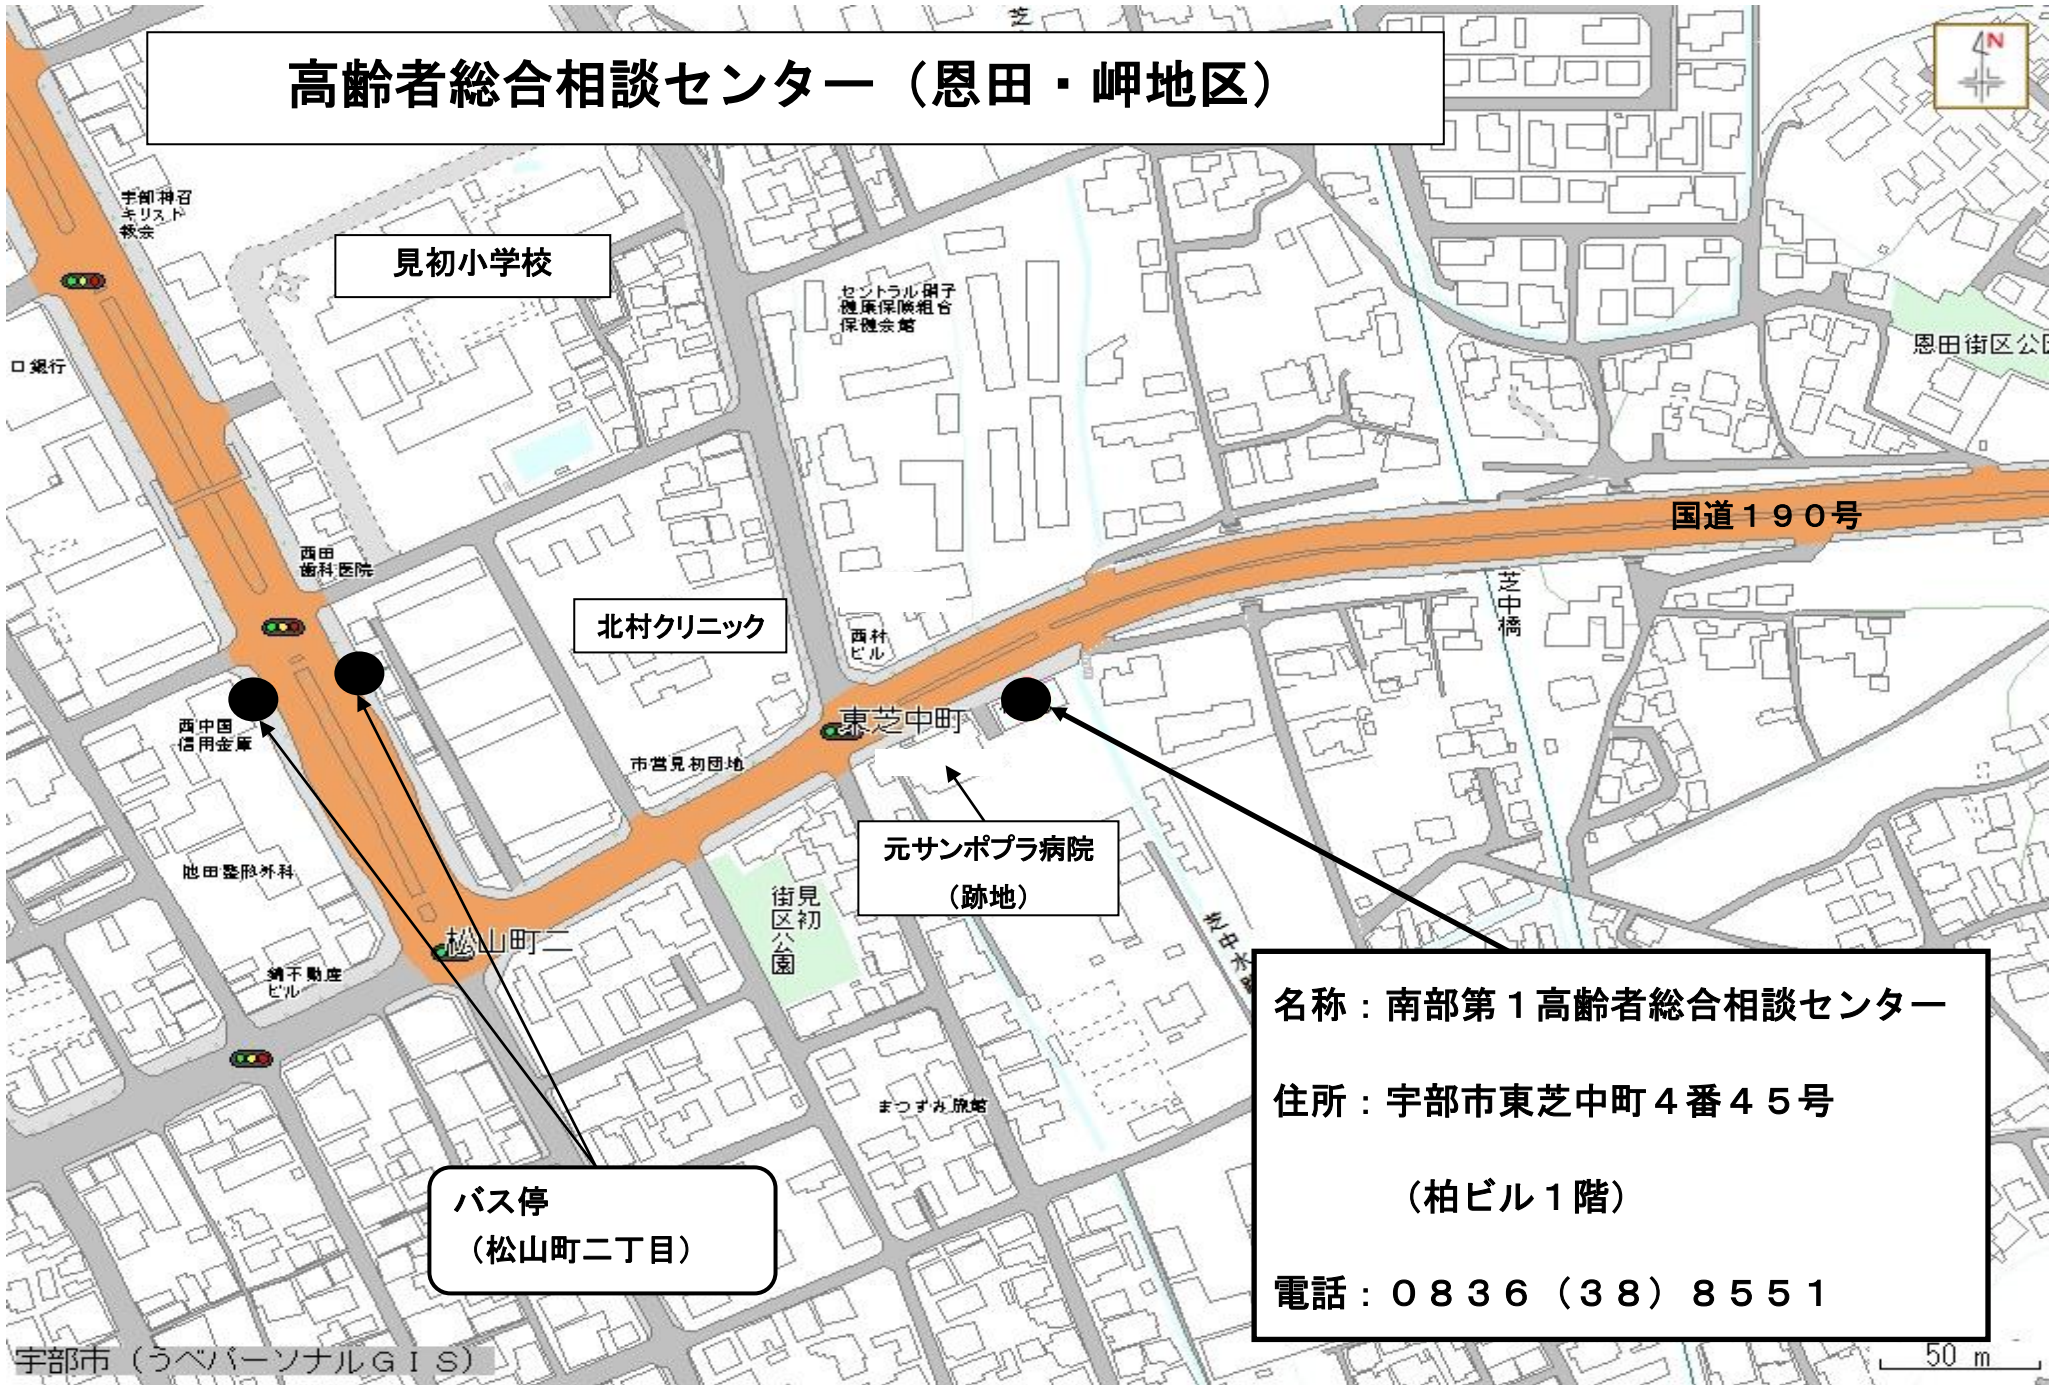 芝
高齢者総合相談センター（恩田・岬地区）
N
宇部神召
キリスト
教会
見初小学校
セントラル硝子
健康保険組合
保健会館
口銀行
恩田街区公
国道１９０号
西田
歯科医院
芝中橋
北村クリニック
西村
ビル
西中国
信用金庫
東芝中町
市営見初団地
元サンポプラ病院
（跡地）
見初
街区公園
松山町二
不動産
ビル
まつずみ旅館
バス停
（松山町二丁目）
名称：南部第１高齢者総合相談センター
住所：宇部市東芝中町４番４５号
（柏ビル１階）
電話：０８３６（３８）８５５１
宇部市（うべパーソナルＧＩＳ）
50 m